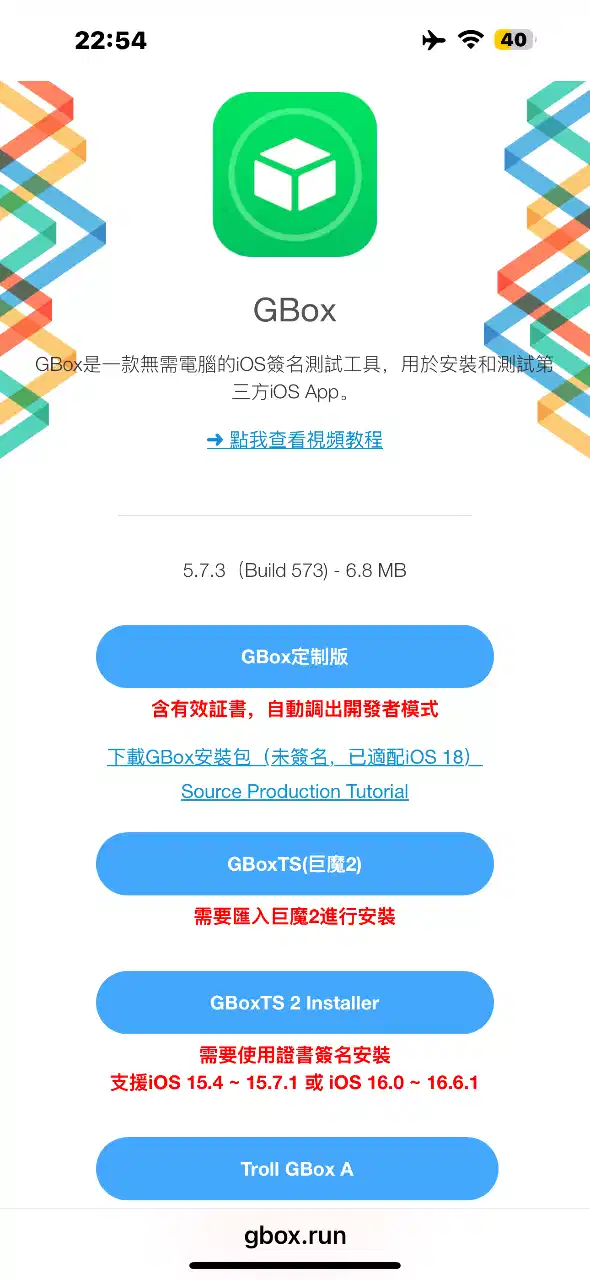 22:54
40
GBox
GBox是一款無需電腦的iOS簽名測試工具，用於安裝和測試第
三方iOS App。
➜ 點我查看視頻教程
5.7.3（Build 573) - 6.8 MB
GBox定制版
含有效証書，自動調出開發者模式
下載GBox安裝包（未簽名，已適配iOS 18）
Source Production Tutorial
GBoxTS(巨魔2)
需要匯入巨魔2進行安裝
GBoxTS 2 Installer
需要使用證書簽名安裝
支援iOS 15.4 ~ 15.7.1 或 iOS 16.0 ~ 16.6.1
Troll GBox A
gbox.run